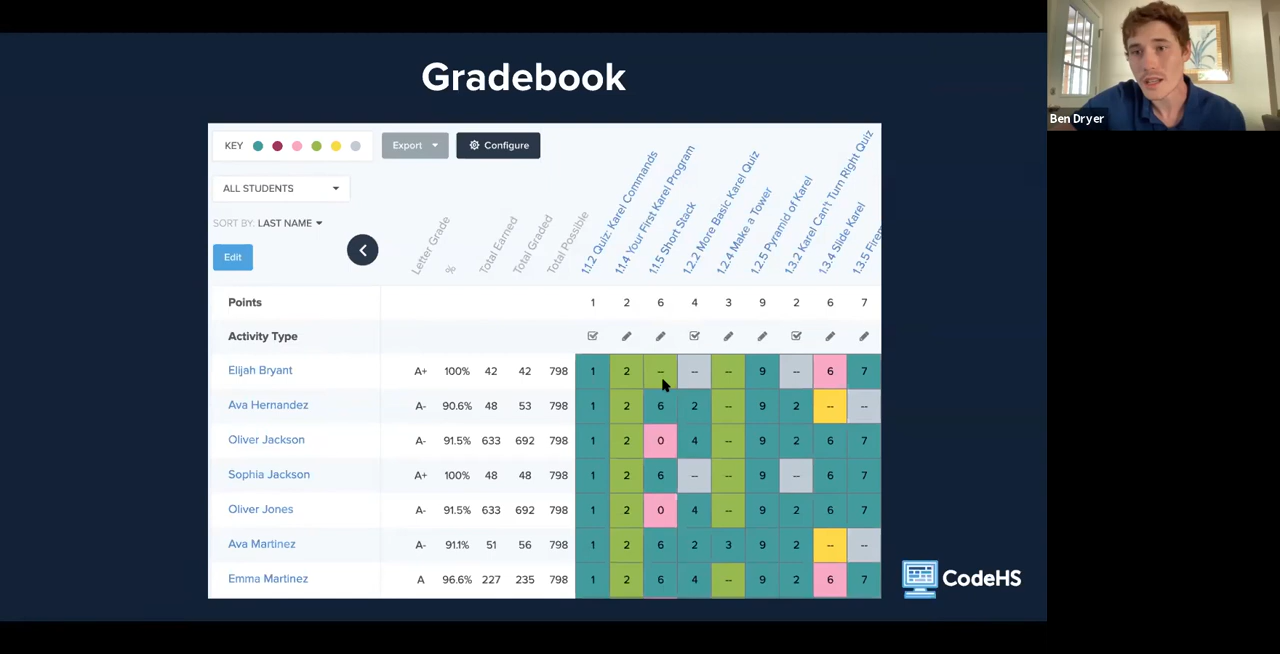 Gradebook
Ben Dryer
KEY
Export
Configure
ALL STUDENTS
SORT BY: LAST NAME
Edit
Letter Grade
%
Total Earned
Total Graded
Total Possible
1.1.2 Quiz: Karel Commands
1.1.4 Your First Karel Program
1.1.5 Short Stack
1.2.2 More Basic Karel Quiz
1.2.4 Make a Tower
1.2.5 Pyramid of Karel
1.3.2 Karel Can't Turn Right Quiz
1.3.4 Slide Karel
1.3.5 Firem
Points 1 2 6 4 3 9 2 6 7
Activity Type
Elijah Bryant A+ 100% 42 42 798 1 2 -- -- -- 9 -- 6 7
Ava Hernandez A- 90.6% 48 53 798 1 2 6 2 -- 9 2 -- --
Oliver Jackson A- 91.5% 633 692 798 1 2 0 4 -- 9 2 6 7
Sophia Jackson A+ 100% 48 48 798 1 2 6 -- -- 9 -- 6 7
Oliver Jones A- 91.5% 633 692 798 1 2 0 4 -- 9 2 6 7
Ava Martinez A- 91.1% 51 56 798 1 2 6 2 3 9 2 -- --
Emma Martinez A 96.6% 227 235 798 1 2 6 4 -- 9 2 6 7
CodeHS